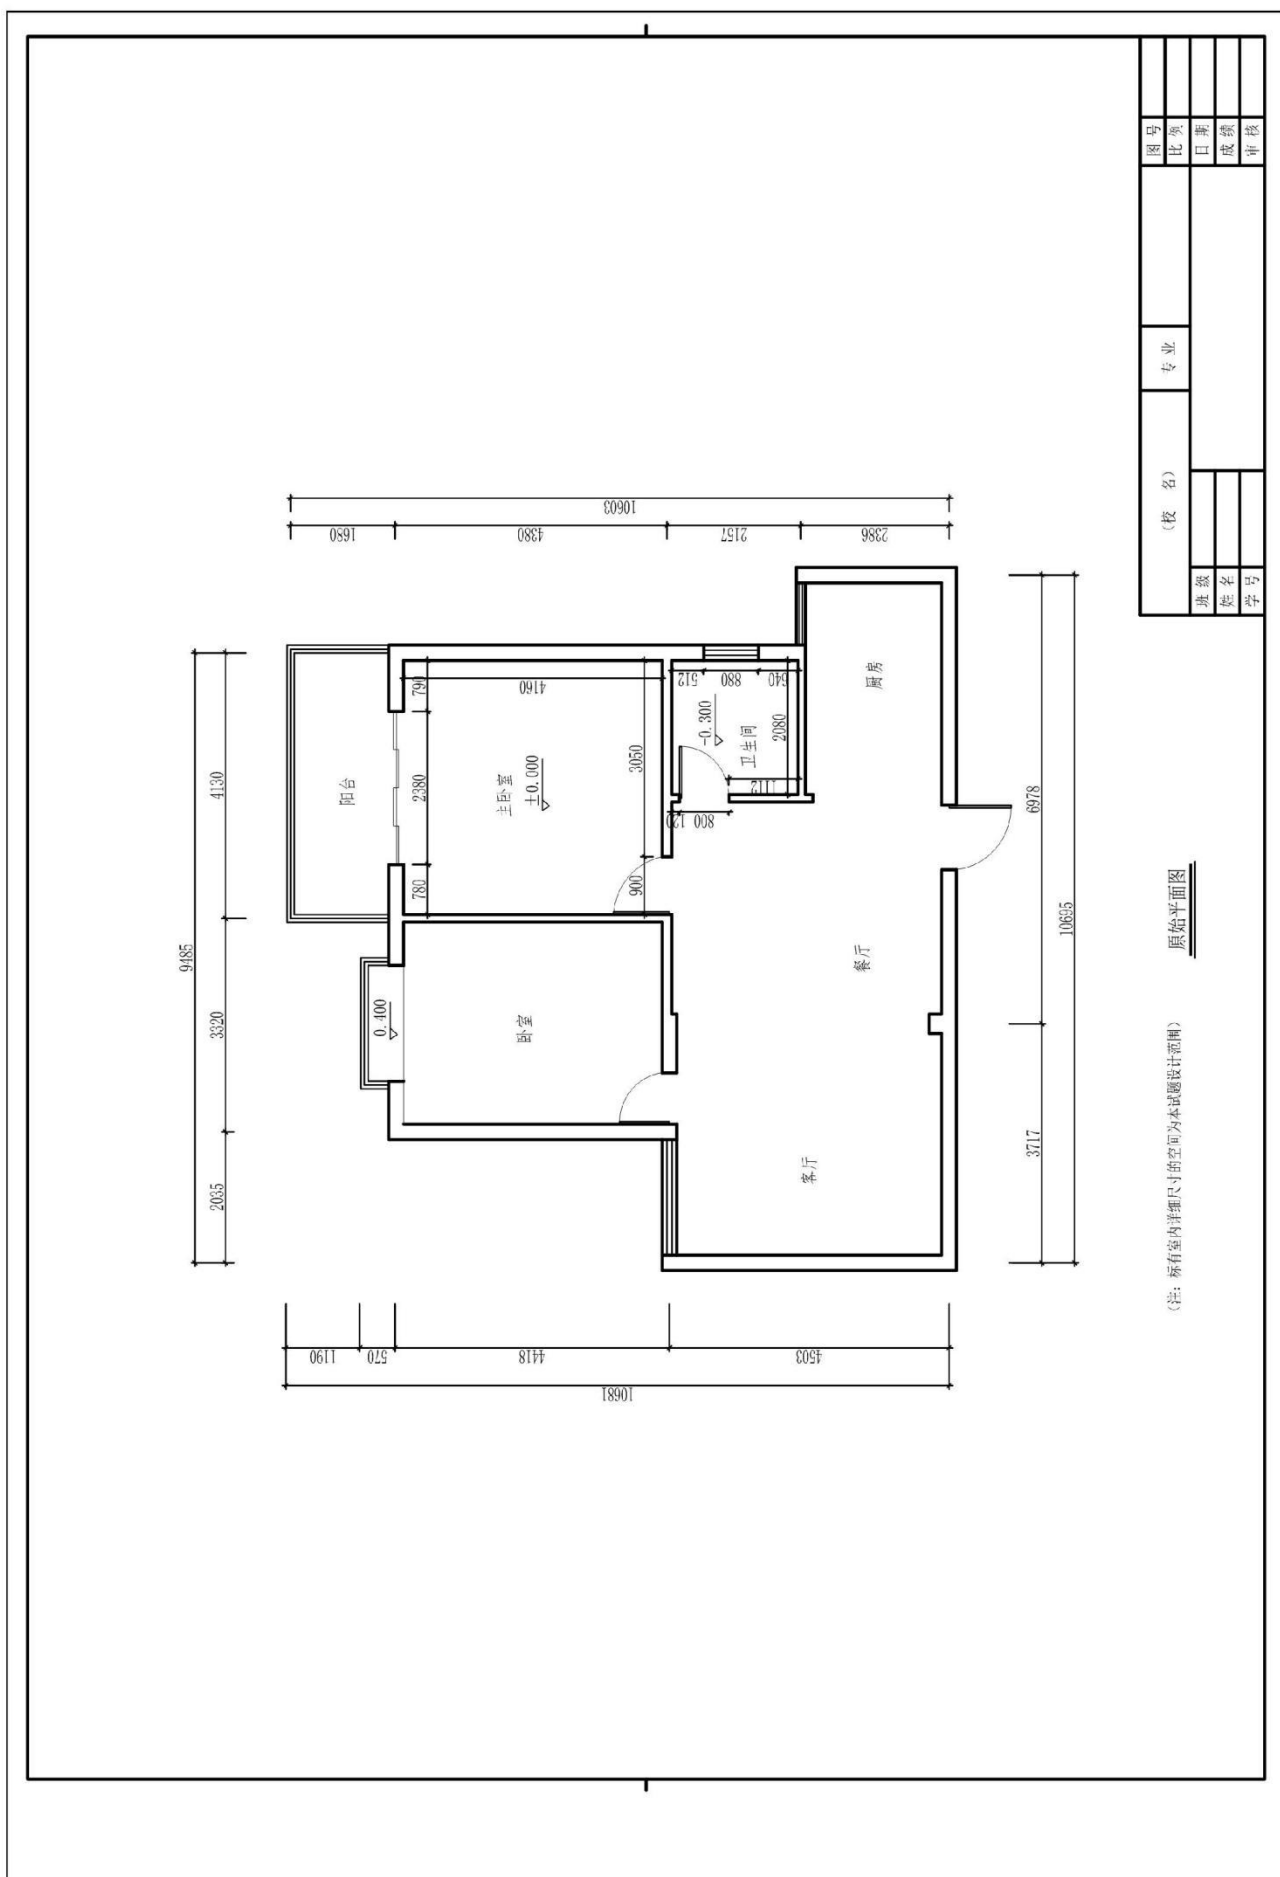 9485
2035
3320
4130
10681
1190
570
4418
4503
10603
1680
4380
2157
2386
阳台
780
2380
790
4160
主卧室
±0.000
900
3050
0.400
卧室
卫生间
-0.300
512
880
640
2080
1112
800
120
厨房
餐厅
客厅
3717
6978
10695
原始平面图
(注：标有室内详细尺寸的空间为本试题设计范围)
(校 名)
专 业
图 号
比 例
班 级
日 期
姓 名
成 绩
学 号
审 核